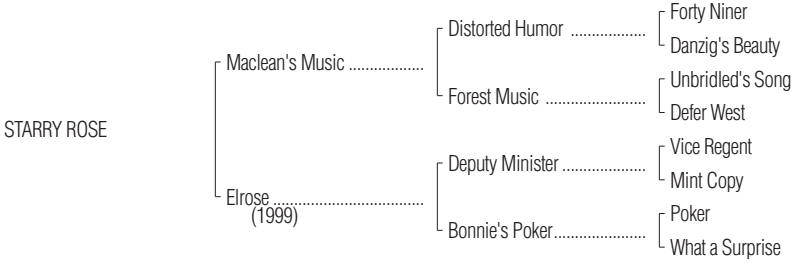 Forty Niner
Distorted Humor ..................
Danzig's Beauty
Maclean's Music ..................
Unbridled's Song
Forest Music ........................
Defer West
STARRY ROSE
Vice Regent
Deputy Minister ....................
Mint Copy
Elrose ....................................
(1999)
Poker
Bonnie's Poker......................
What a Surprise